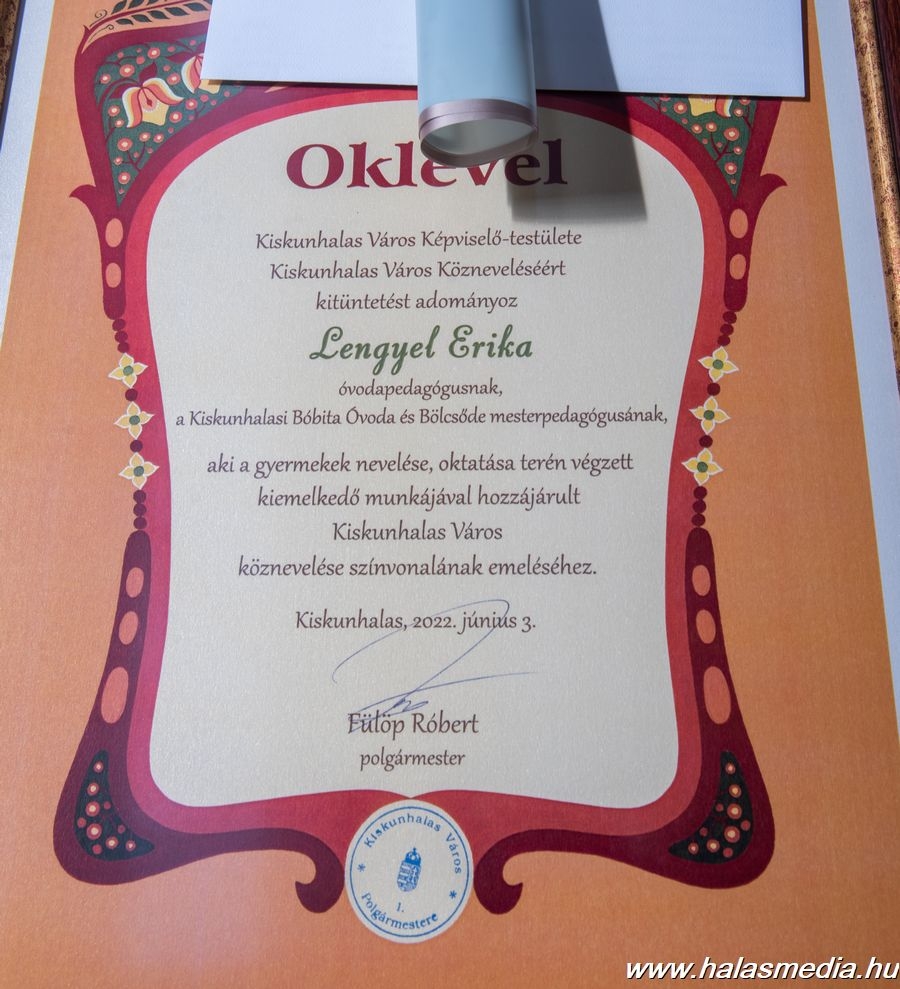 Oklevél
Kiskunhalas Város Képviselő-testülete
Kiskunhalas Város Közneveléséért
kitüntetést adományoz
Lengyel Erika
óvodapedagógusnak,
a Kiskunhalasi Bóbita Óvoda és Bölcsőde mesterpedagógusának,
aki a gyermekek nevelése, oktatása terén végzett
kiemelkedő munkájával hozzájárult
Kiskunhalas Város
köznevelése színvonalának emeléséhez.
Kiskunhalas, 2022. június 3.
Fülöp Róbert
polgármester
* Kiskunhalas Város *
1.
Polgármestere
www.halasmedia.hu